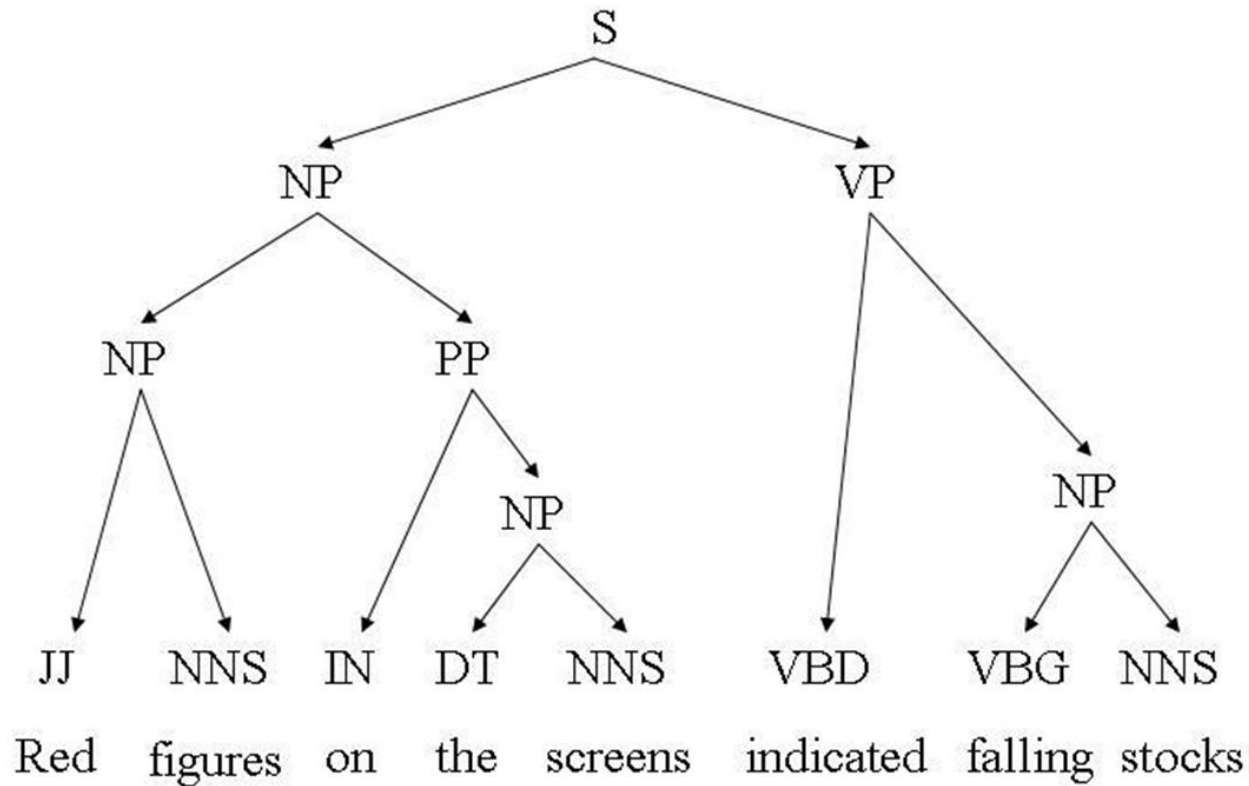 S
NP VP
NP PP
NP NP
JJ NNS IN DT NNS VBD VBG NNS
Red figures on the screens indicated falling stocks